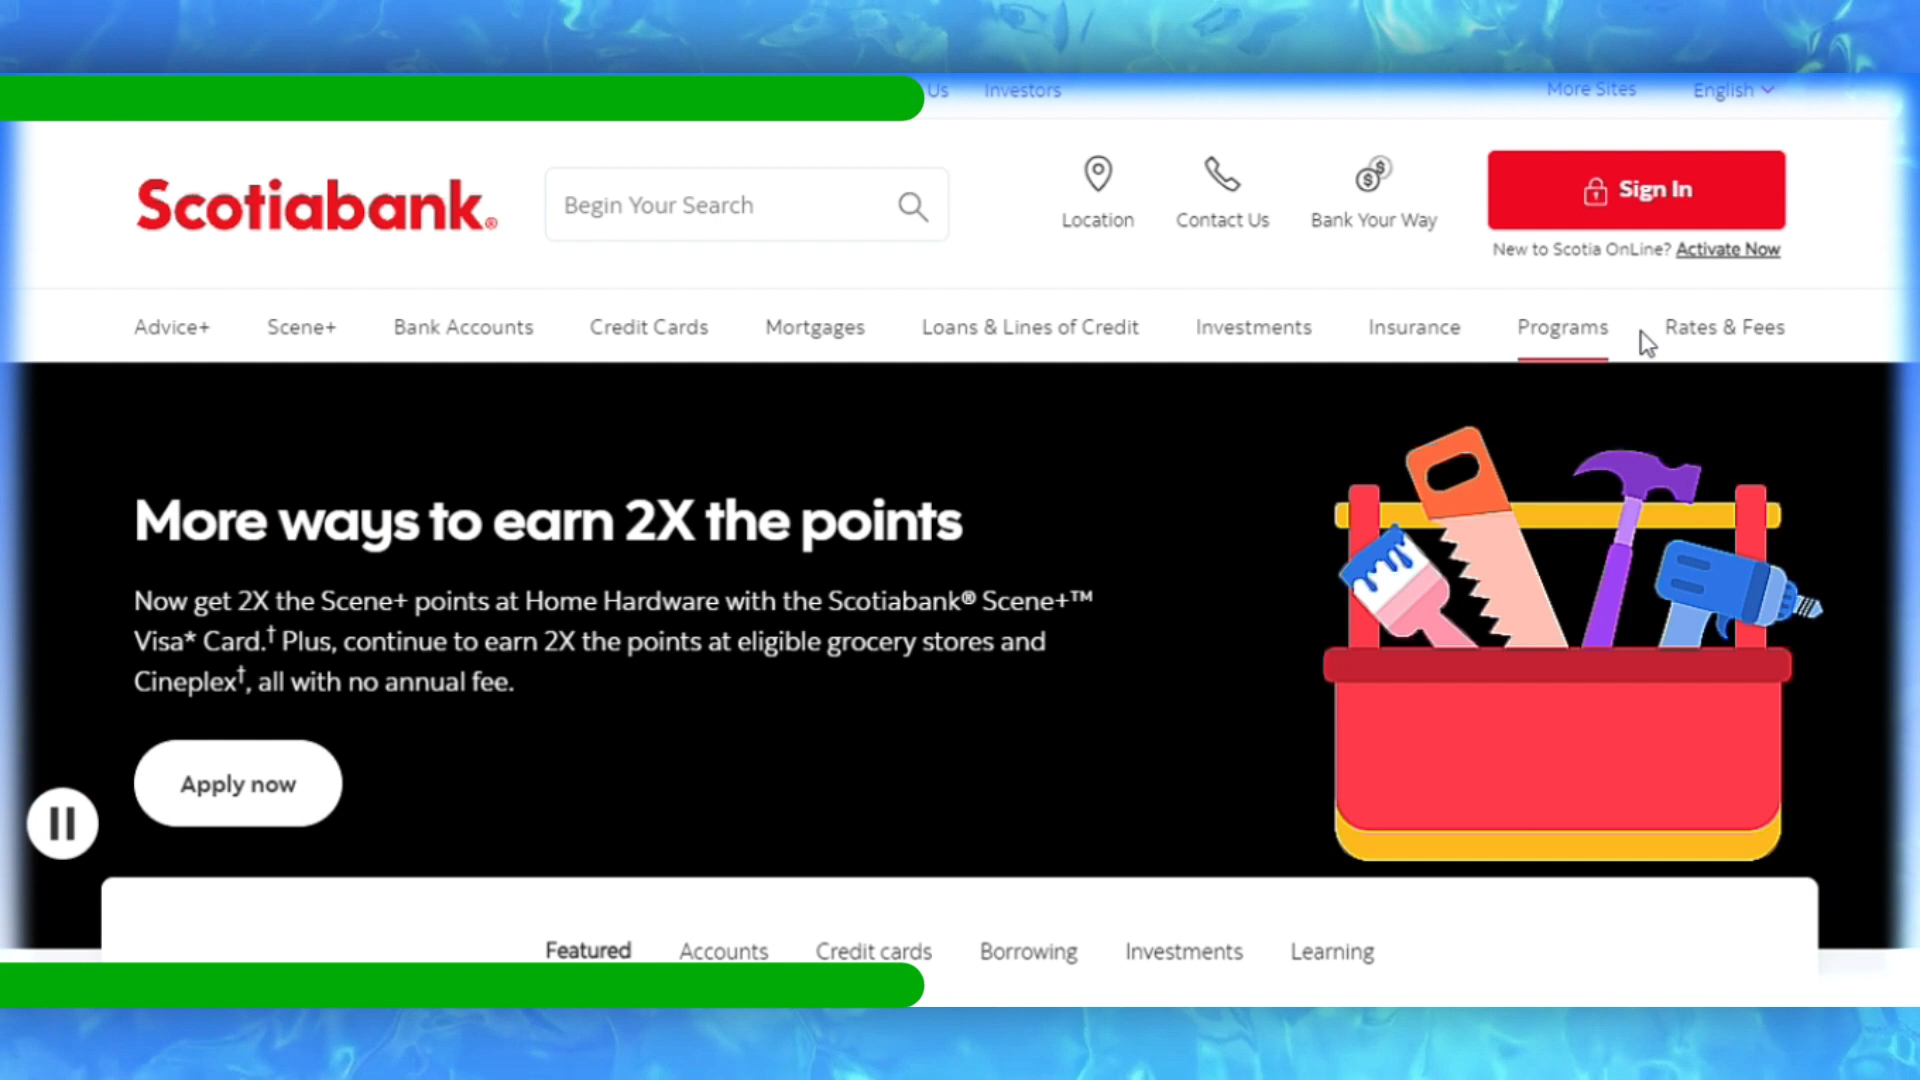 Us Investors More Sites English
Scotiabank®
Begin Your Search
Location Contact Us Bank Your Way
Sign In
New to Scotia OnLine? Activate Now
Advice+ Scene+ Bank Accounts Credit Cards Mortgages Loans & Lines of Credit Investments Insurance Programs Rates & Fees
More ways to earn 2X the points
Now get 2X the Scene+ points at Home Hardware with the Scotiabank® Scene+™
Visa* Card.† Plus, continue to earn 2X the points at eligible grocery stores and
Cineplex†, all with no annual fee.
Apply now
Featured Accounts Credit cards Borrowing Investments Learning